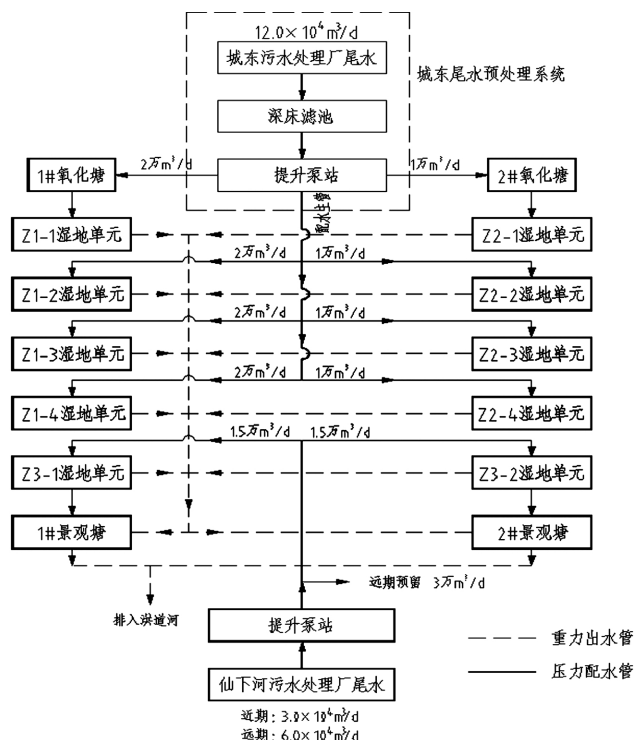 12.0×10⁴m³/d
城东污水处理厂尾水
城东尾水预处理系统
深床滤池
2万m³/d
1万m³/d
1#氧化塘
提升泵站
2#氧化塘
配水主管
Z1-1湿地单元
Z2-1湿地单元
2万m³/d
1万m³/d
Z1-2湿地单元
Z2-2湿地单元
2万m³/d
1万m³/d
Z1-3湿地单元
Z2-3湿地单元
2万m³/d
1万m³/d
Z1-4湿地单元
Z2-4湿地单元
1.5万m³/d
1.5万m³/d
Z3-1湿地单元
Z3-2湿地单元
1#景观塘
2#景观塘
远期预留 3万m³/d
排入洪道河
提升泵站
重力出水管
仙下河污水处理厂尾水
压力配水管
近期:3.0×10⁴m³/d
远期:6.0×10⁴m³/d